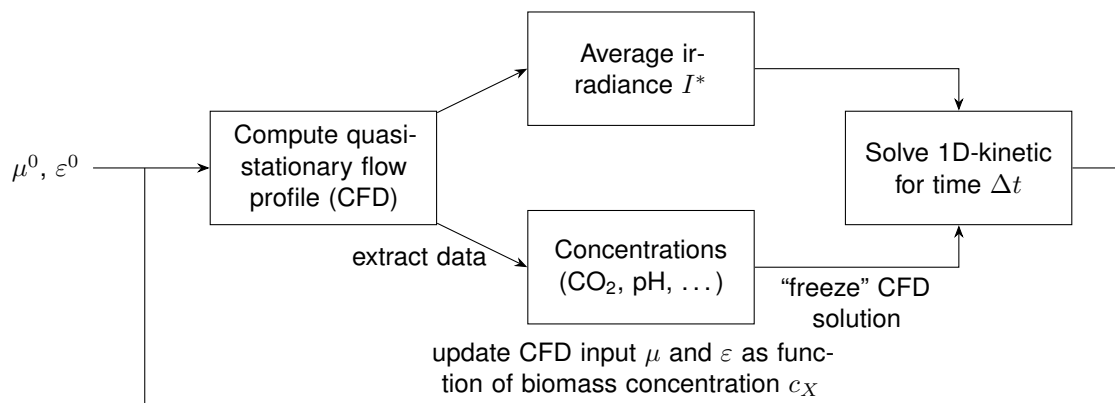 μ⁰, ε⁰
Compute quasi-
stationary flow
profile (CFD)
Average ir-
radiance I*
extract data
Concentrations
(CO₂, pH, . . . )
“freeze” CFD
solution
Solve 1D-kinetic
for time Δt
update CFD input μ and ε as func-
tion of biomass concentration c_X